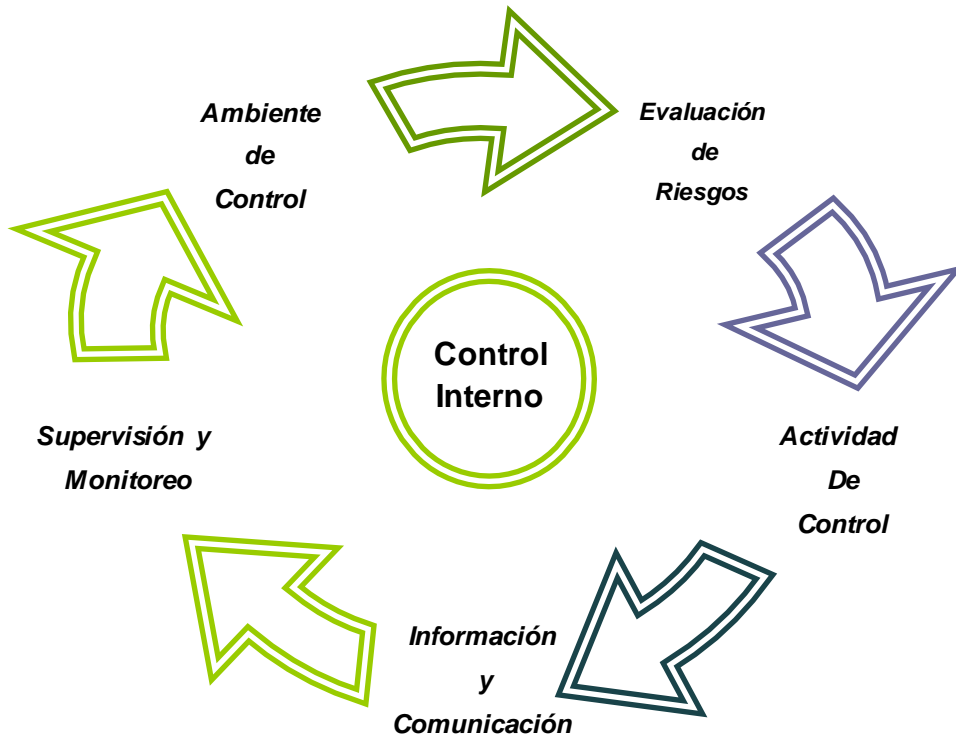 Ambiente
de
Control
Evaluación
de
Riesgos
Control
Interno
Supervisión y
Monitoreo
Actividad
De
Control
Información
y
Comunicación